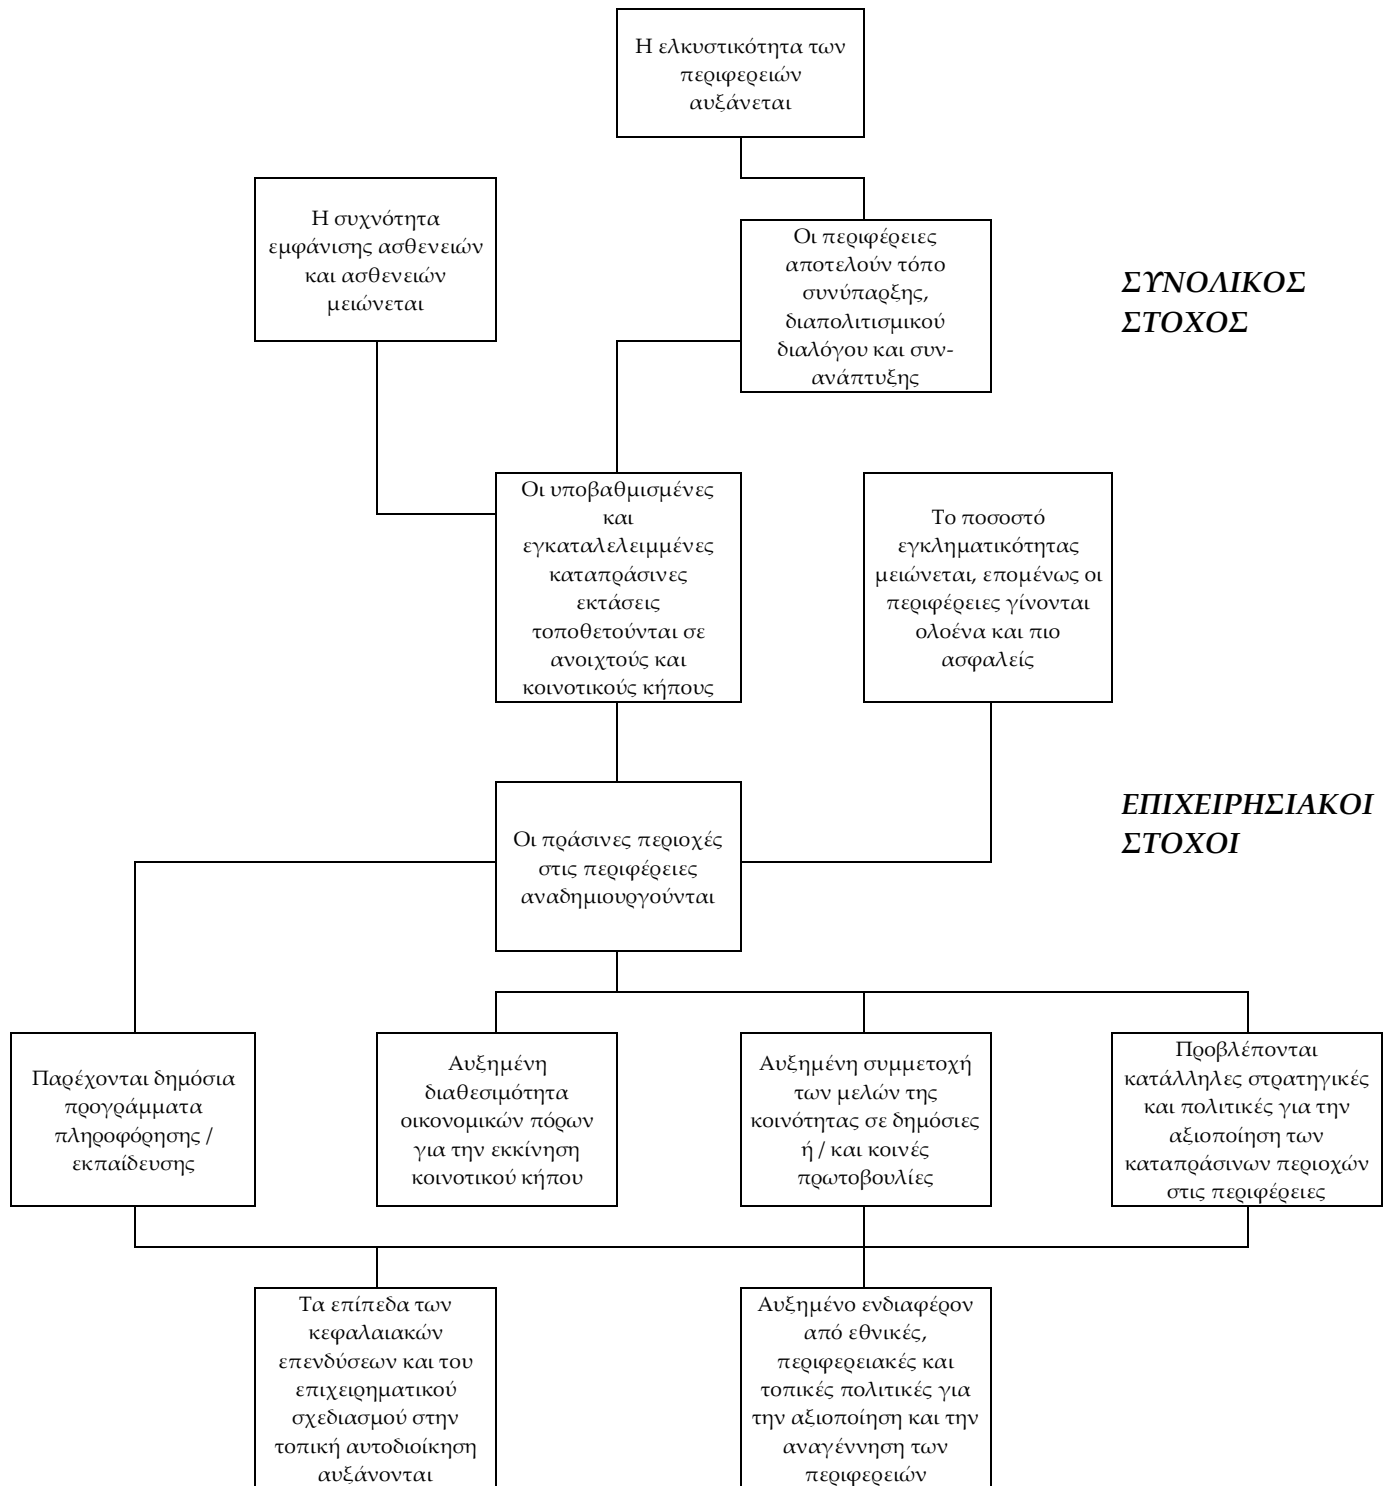 Η ελκυστικότητα των
περιφερειών
αυξάνεται
Η συχνότητα
εμφάνισης ασθενειών
και ασθενειών
μειώνεται
Οι περιφέρειες
αποτελούν τόπο
συνύπαρξης,
διαπολιτισμικού
διαλόγου και συν-
ανάπτυξης
ΣΥΝΟΛΙΚΟΣ
ΣΤΟΧΟΣ
Οι υποβαθμισμένες
και
εγκαταλελειμμένες
καταπράσινες
εκτάσεις
τοποθετούνται σε
ανοιχτούς και
κοινοτικούς κήπους
Το ποσοστό
εγκληματικότητας
μειώνεται, επομένως οι
περιφέρειες γίνονται
ολοένα και πιο
ασφαλείς
ΕΠΙΧΕΙΡΗΣΙΑΚΟΙ
ΣΤΟΧΟΙ
Οι πράσινες περιοχές
στις περιφέρειες
αναδημιουργούνται
Παρέχονται δημόσια
προγράμματα
πληροφόρησης /
εκπαίδευσης
Αυξημένη
διαθεσιμότητα
οικονομικών πόρων
για την εκκίνηση
κοινοτικού κήπου
Αυξημένη συμμετοχή
των μελών της
κοινότητας σε δημόσιες
ή / και κοινές
πρωτοβουλίες
Προβλέπονται
κατάλληλες στρατηγικές
και πολιτικές για την
αξιοποίηση των
καταπράσινων περιοχών
στις περιφέρειες
Τα επίπεδα των
κεφαλαιακών
επενδύσεων και του
επιχειρηματικού
σχεδιασμού στην
τοπική αυτοδιοίκηση
αυξάνονται
Αυξημένο ενδιαφέρον
από εθνικές,
περιφερειακές και
τοπικές πολιτικές για
την αξιοποίηση και την
αναγέννηση των
περιφερειών